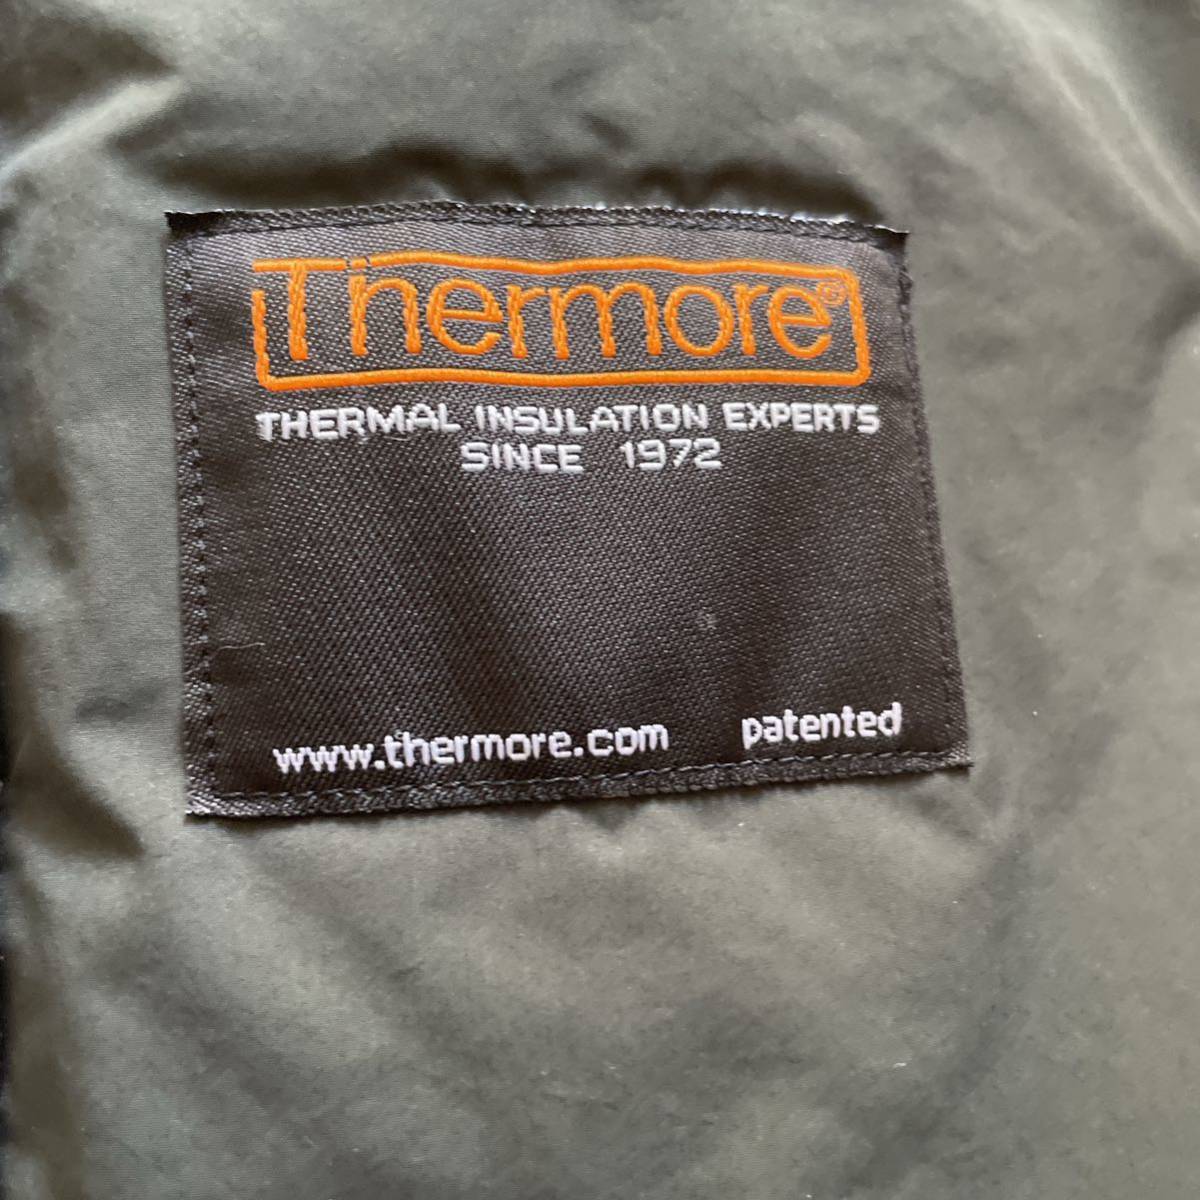 Thermore®
THERMAL INSULATION EXPERTS
SINCE 1972
www.thermore.com patented